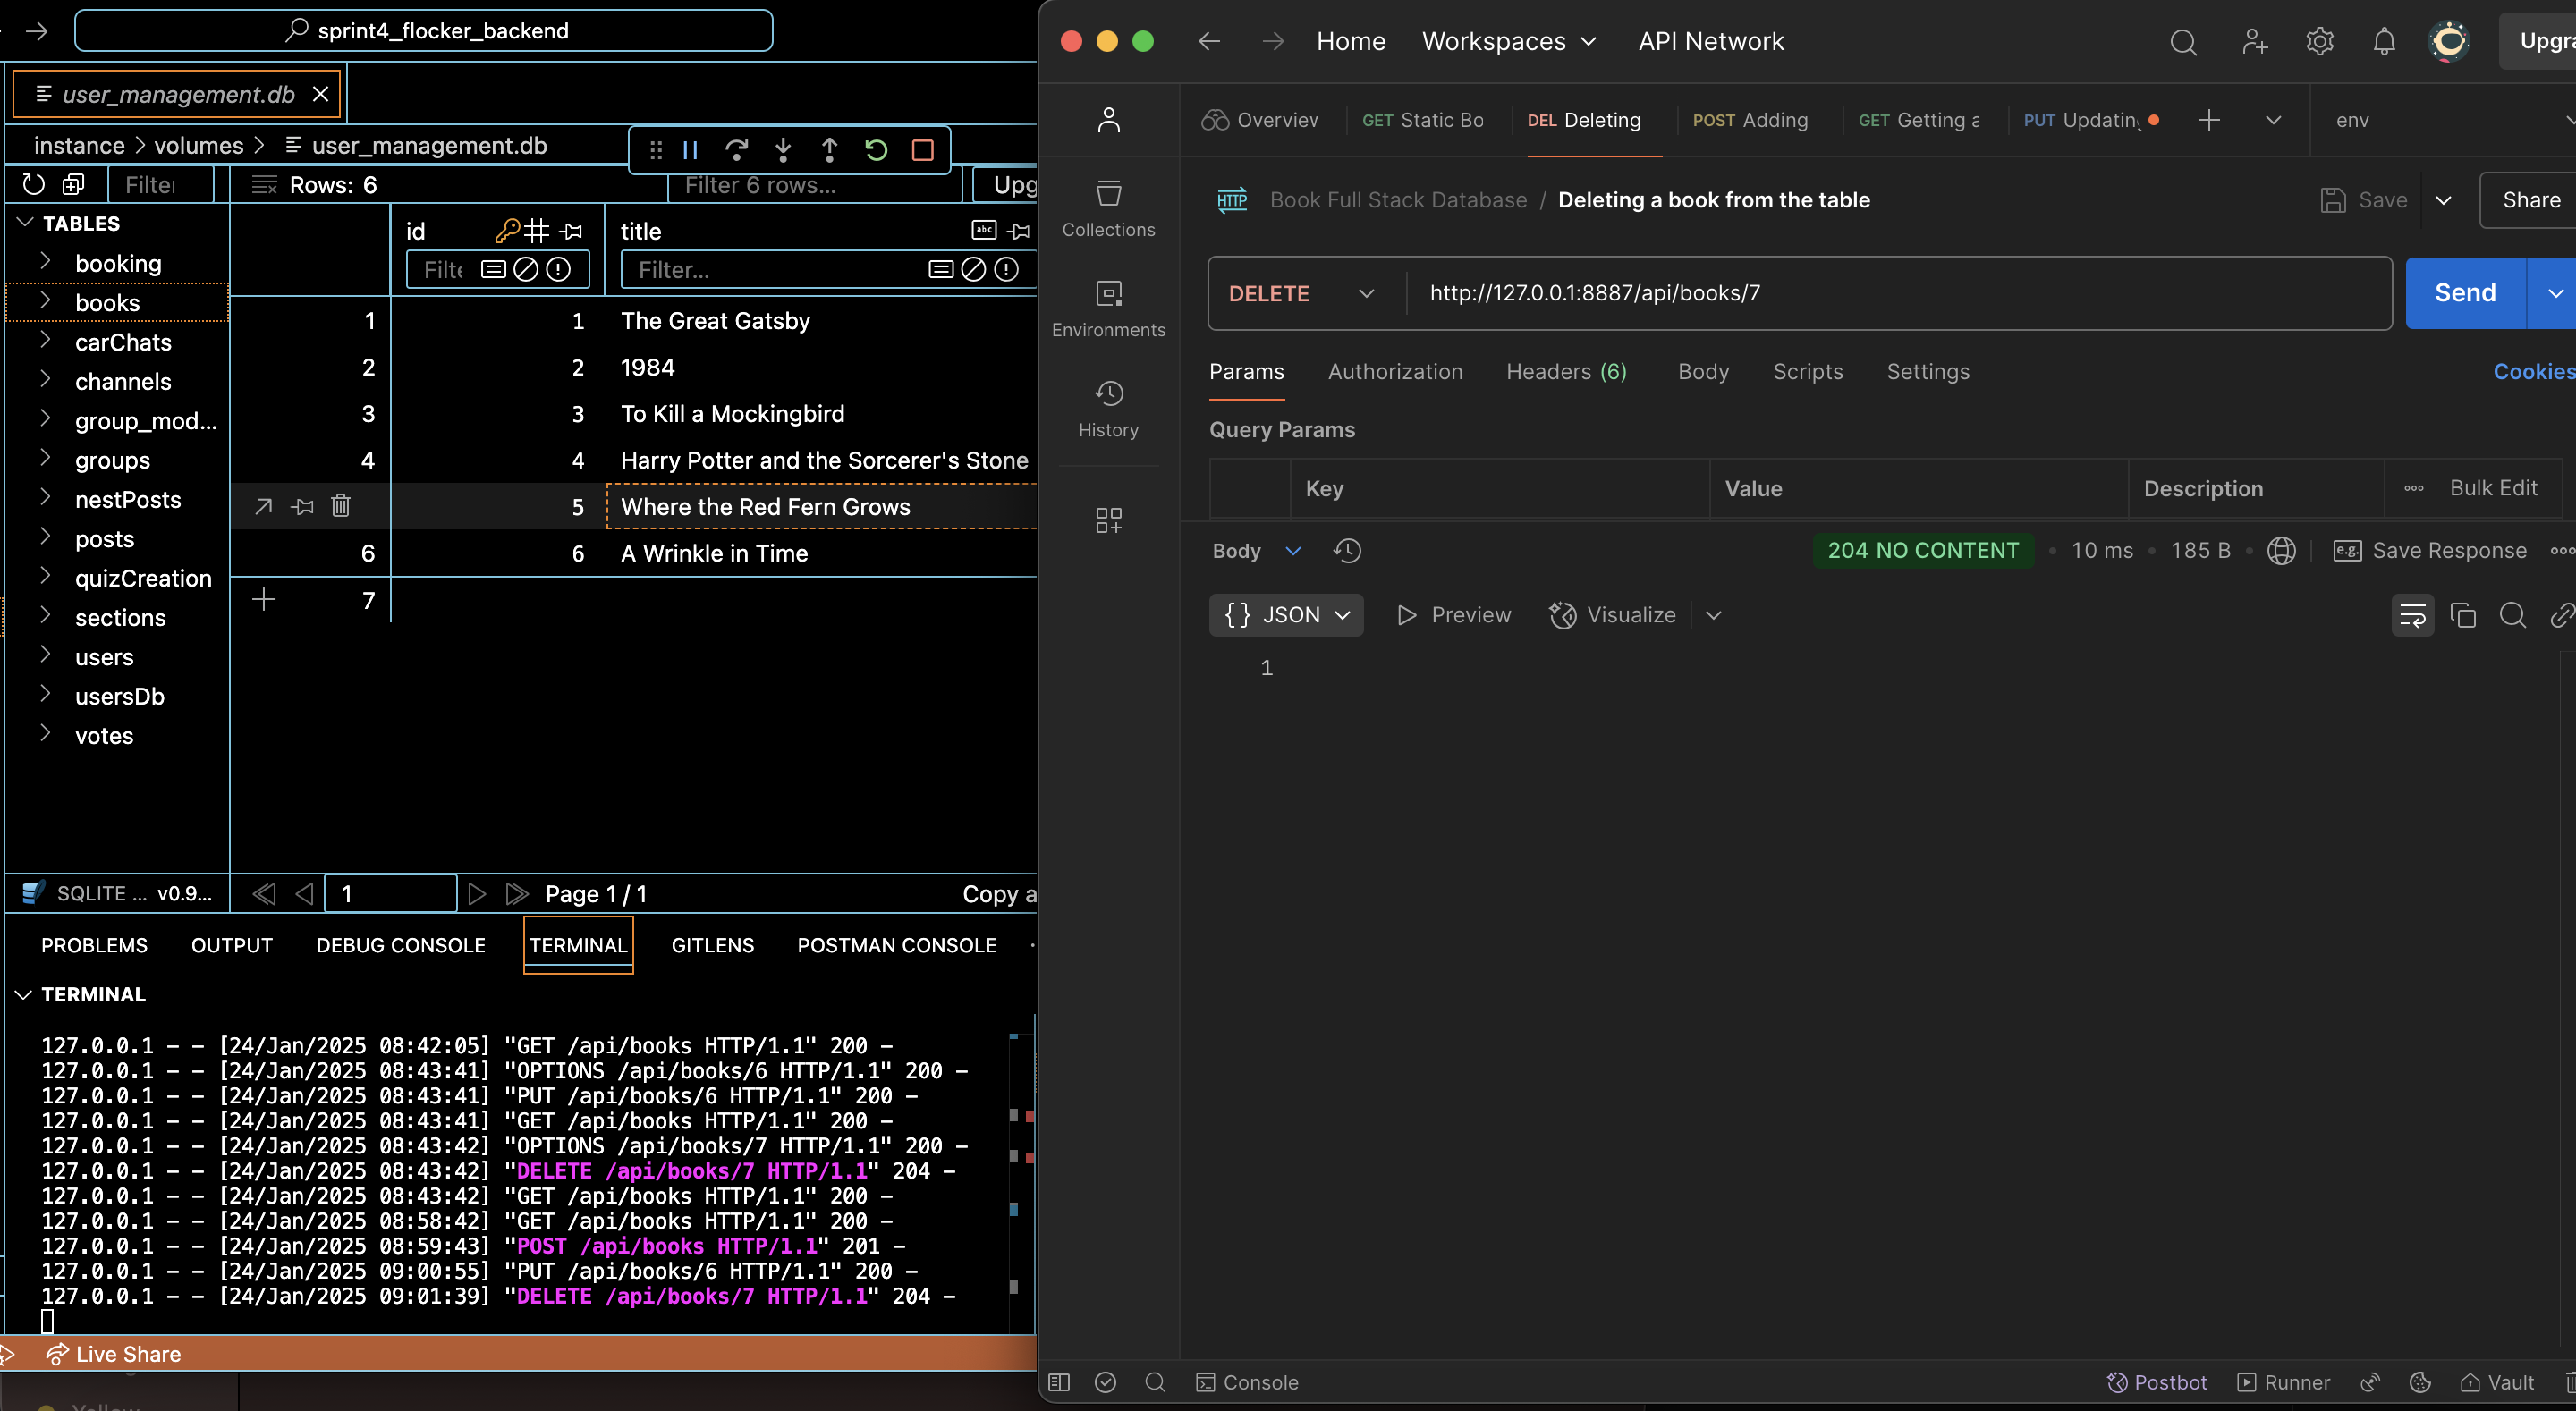 sprint4_flocker_backend
user_management.db
instance > volumes > user_management.db
Filte
Rows: 6
Filter 6 rows...
Upg
TABLES
booking
books
carChats
channels
group_mod...
groups
nestPosts
posts
quizCreation
sections
users
usersDb
votes
id
title
Filte
Filter...
1 1 The Great Gatsby
2 2 1984
3 3 To Kill a Mockingbird
4 4 Harry Potter and the Sorcerer's Stone
5 Where the Red Fern Grows
6 6 A Wrinkle in Time
7
SQLITE ... v0.9...
1
Page 1 / 1
Copy a
PROBLEMS OUTPUT DEBUG CONSOLE TERMINAL GITLENS POSTMAN CONSOLE
TERMINAL
127.0.0.1 - - [24/Jan/2025 08:42:05] "GET /api/books HTTP/1.1" 200 -
127.0.0.1 - - [24/Jan/2025 08:43:41] "OPTIONS /api/books/6 HTTP/1.1" 200 -
127.0.0.1 - - [24/Jan/2025 08:43:41] "PUT /api/books/6 HTTP/1.1" 200 -
127.0.0.1 - - [24/Jan/2025 08:43:41] "GET /api/books HTTP/1.1" 200 -
127.0.0.1 - - [24/Jan/2025 08:43:42] "OPTIONS /api/books/7 HTTP/1.1" 200 -
127.0.0.1 - - [24/Jan/2025 08:43:42] "DELETE /api/books/7 HTTP/1.1" 204 -
127.0.0.1 - - [24/Jan/2025 08:43:42] "GET /api/books HTTP/1.1" 200 -
127.0.0.1 - - [24/Jan/2025 08:58:42] "GET /api/books HTTP/1.1" 200 -
127.0.0.1 - - [24/Jan/2025 08:59:43] "POST /api/books HTTP/1.1" 201 -
127.0.0.1 - - [24/Jan/2025 09:00:55] "PUT /api/books/6 HTTP/1.1" 200 -
127.0.0.1 - - [24/Jan/2025 09:01:39] "DELETE /api/books/7 HTTP/1.1" 204 -
Live Share
Home Workspaces API Network
Upgra
Overview GET Static Bo DEL Deleting POST Adding GET Getting a PUT Updating env
Collections
Environments
History
HTTP Book Full Stack Database / Deleting a book from the table
Save Share
DELETE http://127.0.0.1:8887/api/books/7
Send
Params Authorization Headers (6) Body Scripts Settings
Cookies
Query Params
Key Value Description Bulk Edit
Body
204 NO CONTENT 10 ms 185 B e.g. Save Response
{} JSON Preview Visualize
1
Console
Postbot Runner Vault